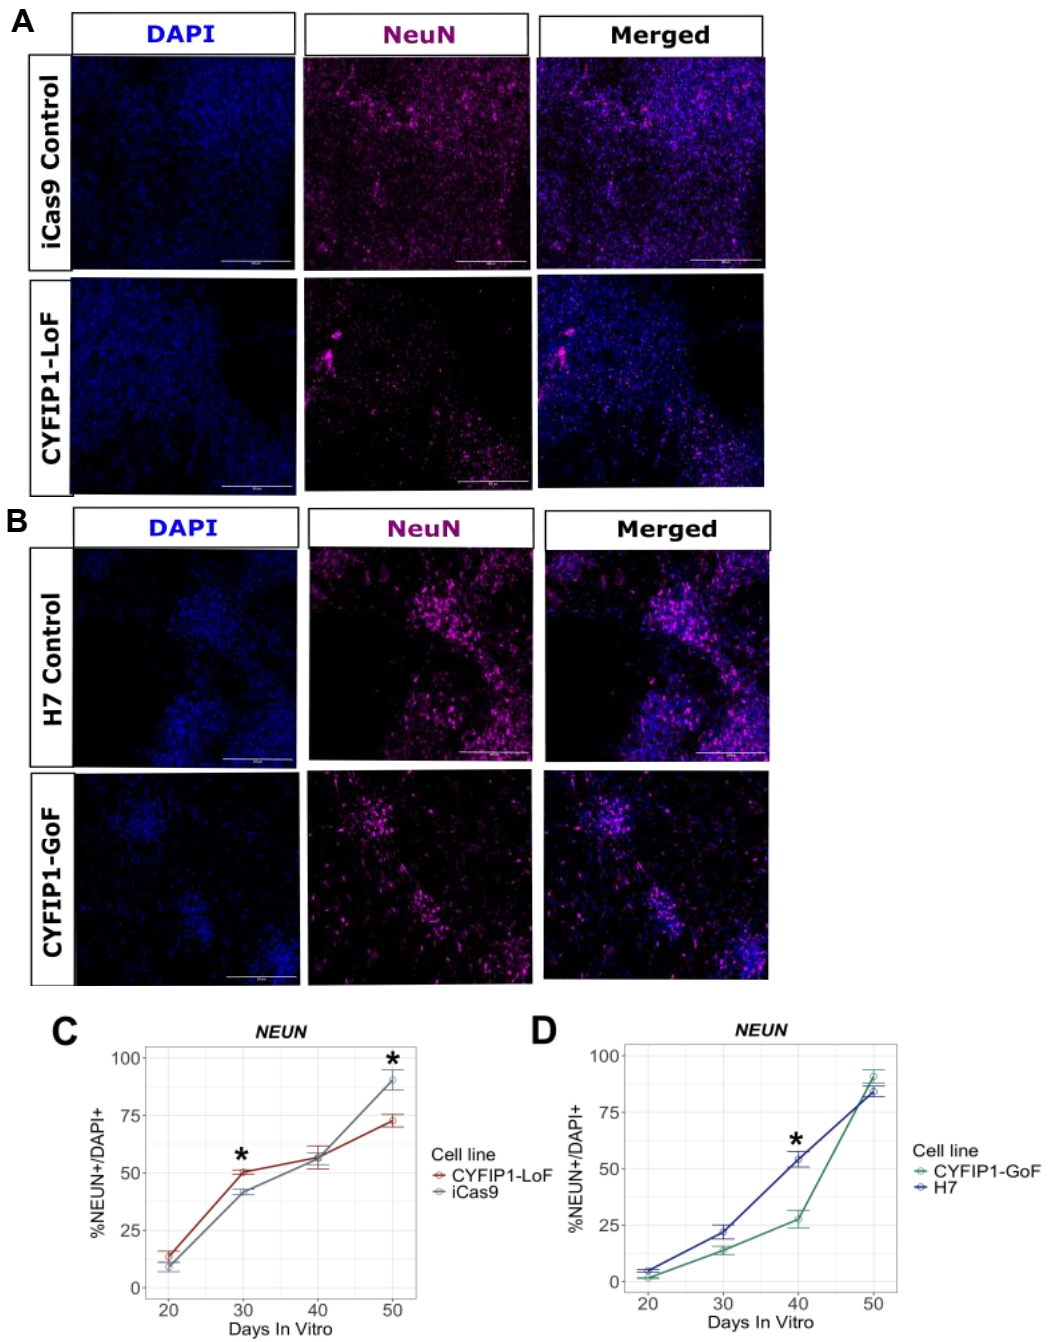 A
DAPI NeuN Merged
iCas9 Control
CYFIP1-LoF
B
DAPI NeuN Merged
H7 Control
CYFIP1-GoF
C
NEUN
%NEUN+/DAPI+
100
75
50
25
0
* *
20 30 40 50
Days In Vitro
Cell line
CYFIP1-LoF
iCas9
D
NEUN
%NEUN+/DAPI+
100
75
50
25
0
*
20 30 40 50
Days In Vitro
Cell line
CYFIP1-GoF
H7